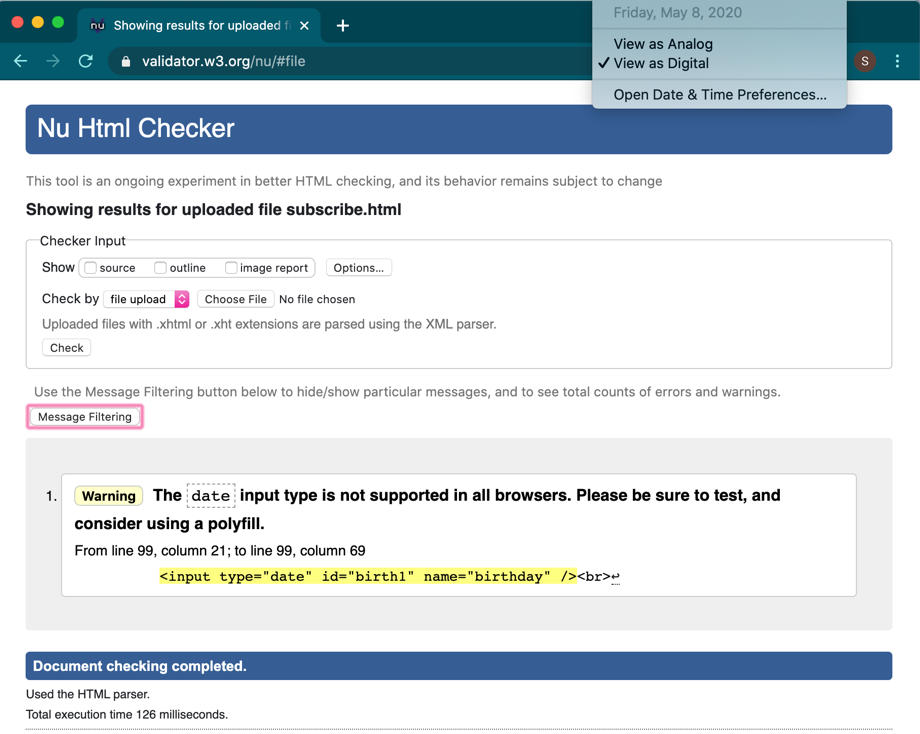 Showing results for uploaded fi
Friday, May 8, 2020
View as Analog
✓ View as Digital
Open Date & Time Preferences...
validator.w3.org/nu/#file
S
Nu Html Checker
This tool is an ongoing experiment in better HTML checking, and its behavior remains subject to change
Showing results for uploaded file subscribe.html
Checker Input
Show source outline image report Options...
Check by file upload Choose File No file chosen
Uploaded files with .xhtml or .xht extensions are parsed using the XML parser.
Check
Use the Message Filtering button below to hide/show particular messages, and to see total counts of errors and warnings.
Message Filtering
1. Warning The date input type is not supported in all browsers. Please be sure to test, and
consider using a polyfill.
From line 99, column 21; to line 99, column 69
<input type="date" id="birth1" name="birthday" /><br>↩
Document checking completed.
Used the HTML parser.
Total execution time 126 milliseconds.